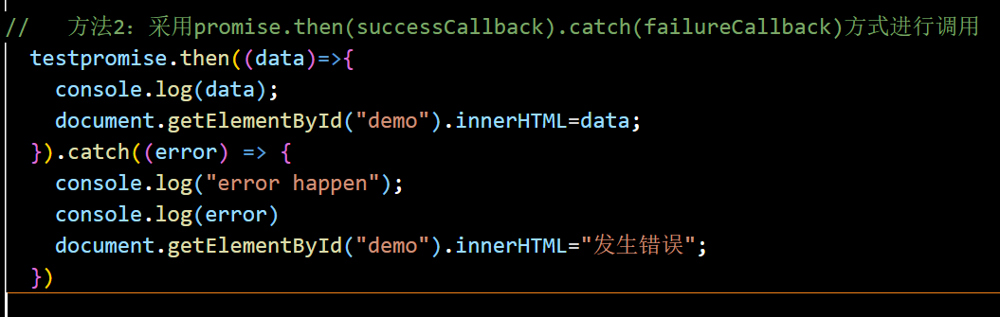 //   方法2：采用promise.then(successCallback).catch(failureCallback)方式进行调用
  testpromise.then((data)=>{
    console.log(data);
    document.getElementById("demo").innerHTML=data;
  }).catch((error) => {
    console.log("error happen");
    console.log(error)
    document.getElementById("demo").innerHTML="发生错误";
  })